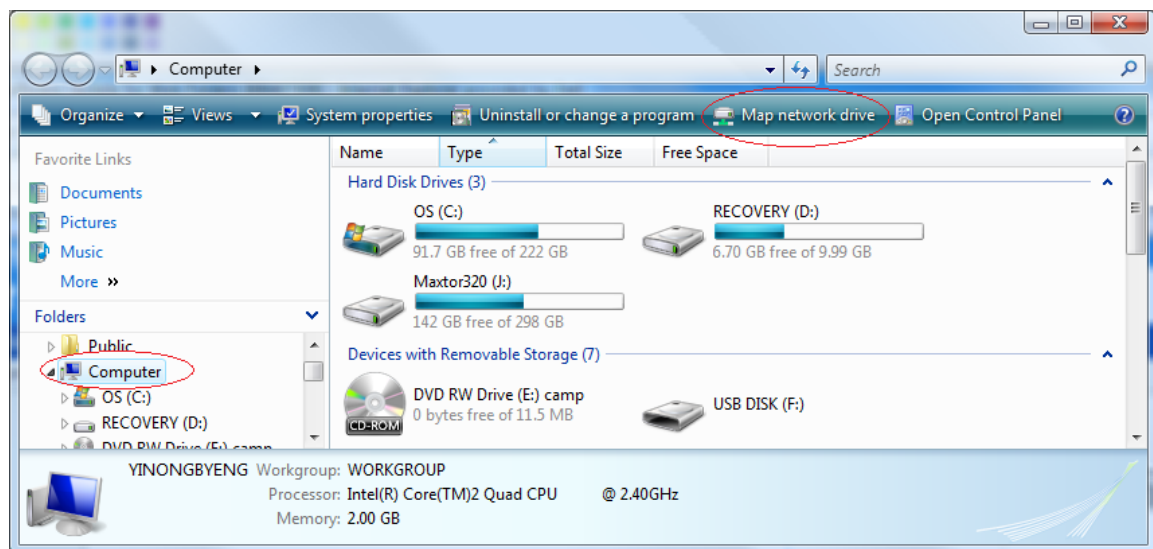 Computer
Search
Organize Views System properties Uninstall or change a program Map network drive Open Control Panel ?
Favorite Links
Documents
Pictures
Music
More »
Folders
Public
Computer
OS (C:)
RECOVERY (D:)
DVD RW Drive (E:) camp
Name Type Total Size Free Space
Hard Disk Drives (3)
OS (C:)
91.7 GB free of 222 GB
RECOVERY (D:)
6.70 GB free of 9.99 GB
Maxtor320 (J:)
142 GB free of 298 GB
Devices with Removable Storage (7)
CD-ROM
DVD RW Drive (E:) camp
0 bytes free of 11.5 MB
USB DISK (F:)
YINONGBYENG Workgroup: WORKGROUP
Processor: Intel(R) Core(TM)2 Quad CPU @ 2.40GHz
Memory: 2.00 GB